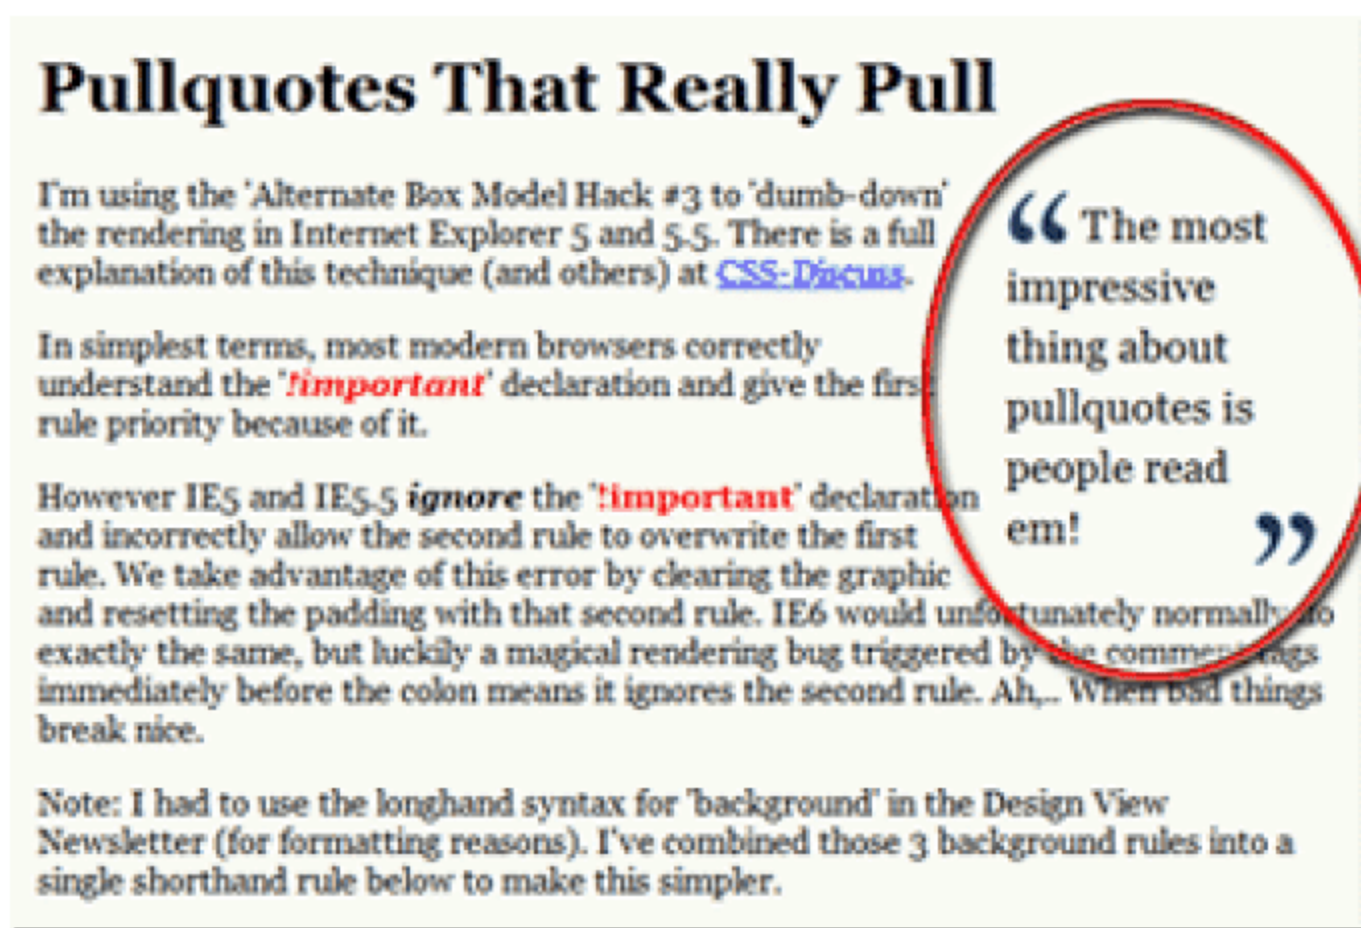 Pullquotes That Really Pull
I'm using the 'Alternate Box Model Hack #3 to 'dumb-down'
the rendering in Internet Explorer 5 and 5.5. There is a full
explanation of this technique (and others) at CSS-Discuss.
In simplest terms, most modern browsers correctly
understand the '!important' declaration and give the first
rule priority because of it.
However IE5 and IE5.5 ignore the '!important' declaration
and incorrectly allow the second rule to overwrite the first
rule. We take advantage of this error by clearing the graphic
and resetting the padding with that second rule. IE6 would unfortunately normally do
exactly the same, but luckily a magical rendering bug triggered by the comment tags
immediately before the colon means it ignores the second rule. Ah,.. When bad things
break nice.
Note: I had to use the longhand syntax for 'background' in the Design View
Newsletter (for formatting reasons). I've combined those 3 background rules into a
single shorthand rule below to make this simpler.
“ The most
impressive
thing about
pullquotes is
people read
em! ”